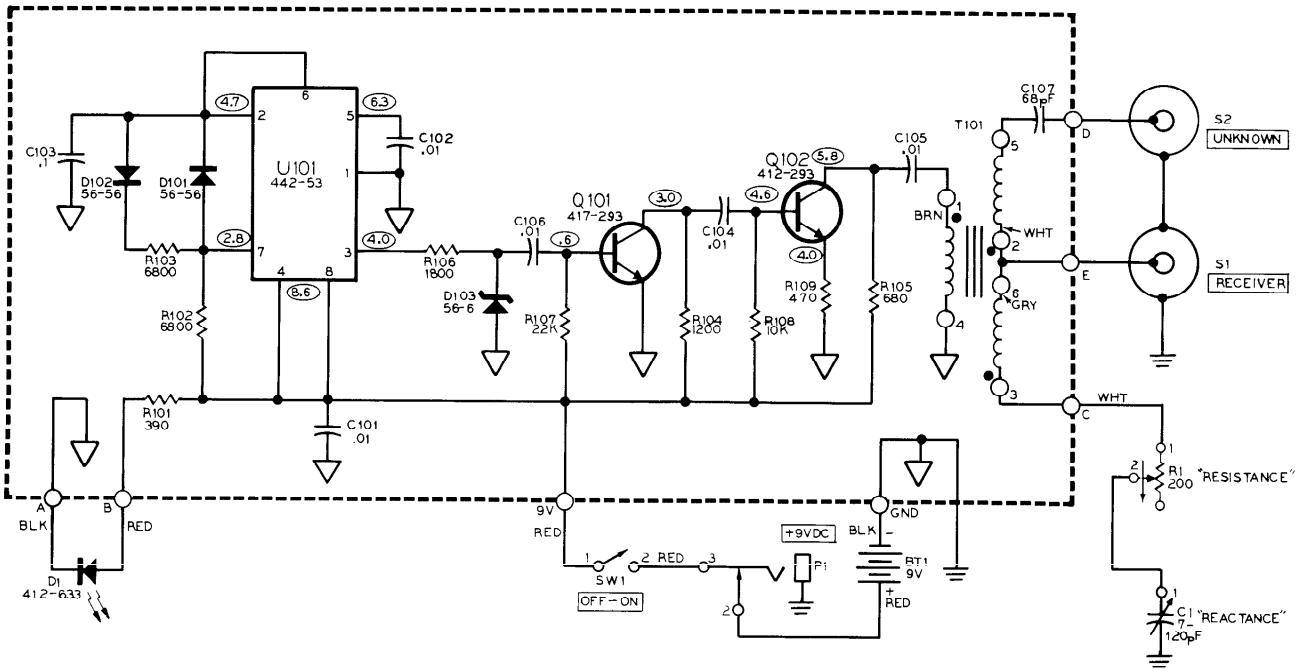 C107
68pF
T101
5
D
S2
UNKNOWN
6
4.7
2
5
6.3
C103
.1
D102
56-56
D101
56-56
U101
442-53
C102
.01
1
C105
.01
Q102
412-293
5.8
Q101
417-293
3.0
4.6
C104
.01
1
BRN
WHT
2
R103
6800
2.8
7
3
4.0
R106
1800
C106
.01
.6
4.0
E
S1
RECEIVER
4
8
8.6
D103
56-6
R109
470
R105
680
6
GRY
R102
6800
R107
22K
R104
1200
R108
10K
4
3
R101
390
C
WHT
C101
.01
1
2
R1
200
"RESISTANCE"
A
B
9V
GND
BLK
RED
RED
BLK
-
+9VDC
1
2
RED
3
P1
BT1
9V
D1
412-633
SW1
OFF-ON
2
+
RED
1
C1
7-
120pF
"REACTANCE"